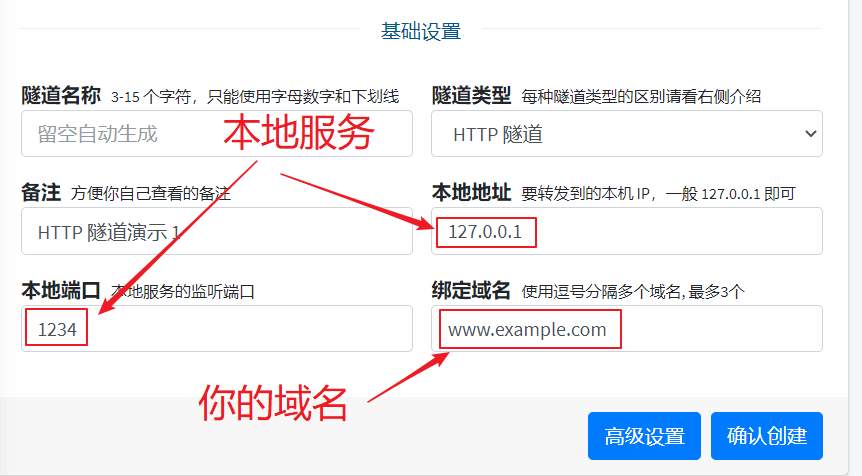 基础设置
隧道名称 3-15 个字符，只能使用字母数字和下划线
隧道类型 每种隧道类型的区别请看右侧介绍
留空自动生成
HTTP 隧道
本地服务
备注 方便你自己查看的备注
本地地址 要转发到的本机 IP，一般 127.0.0.1 即可
HTTP 隧道演示 1
127.0.0.1
本地端口 本地服务的监听端口
绑定域名 使用逗号分隔多个域名, 最多3个
1234
www.example.com
你的域名
高级设置
确认创建